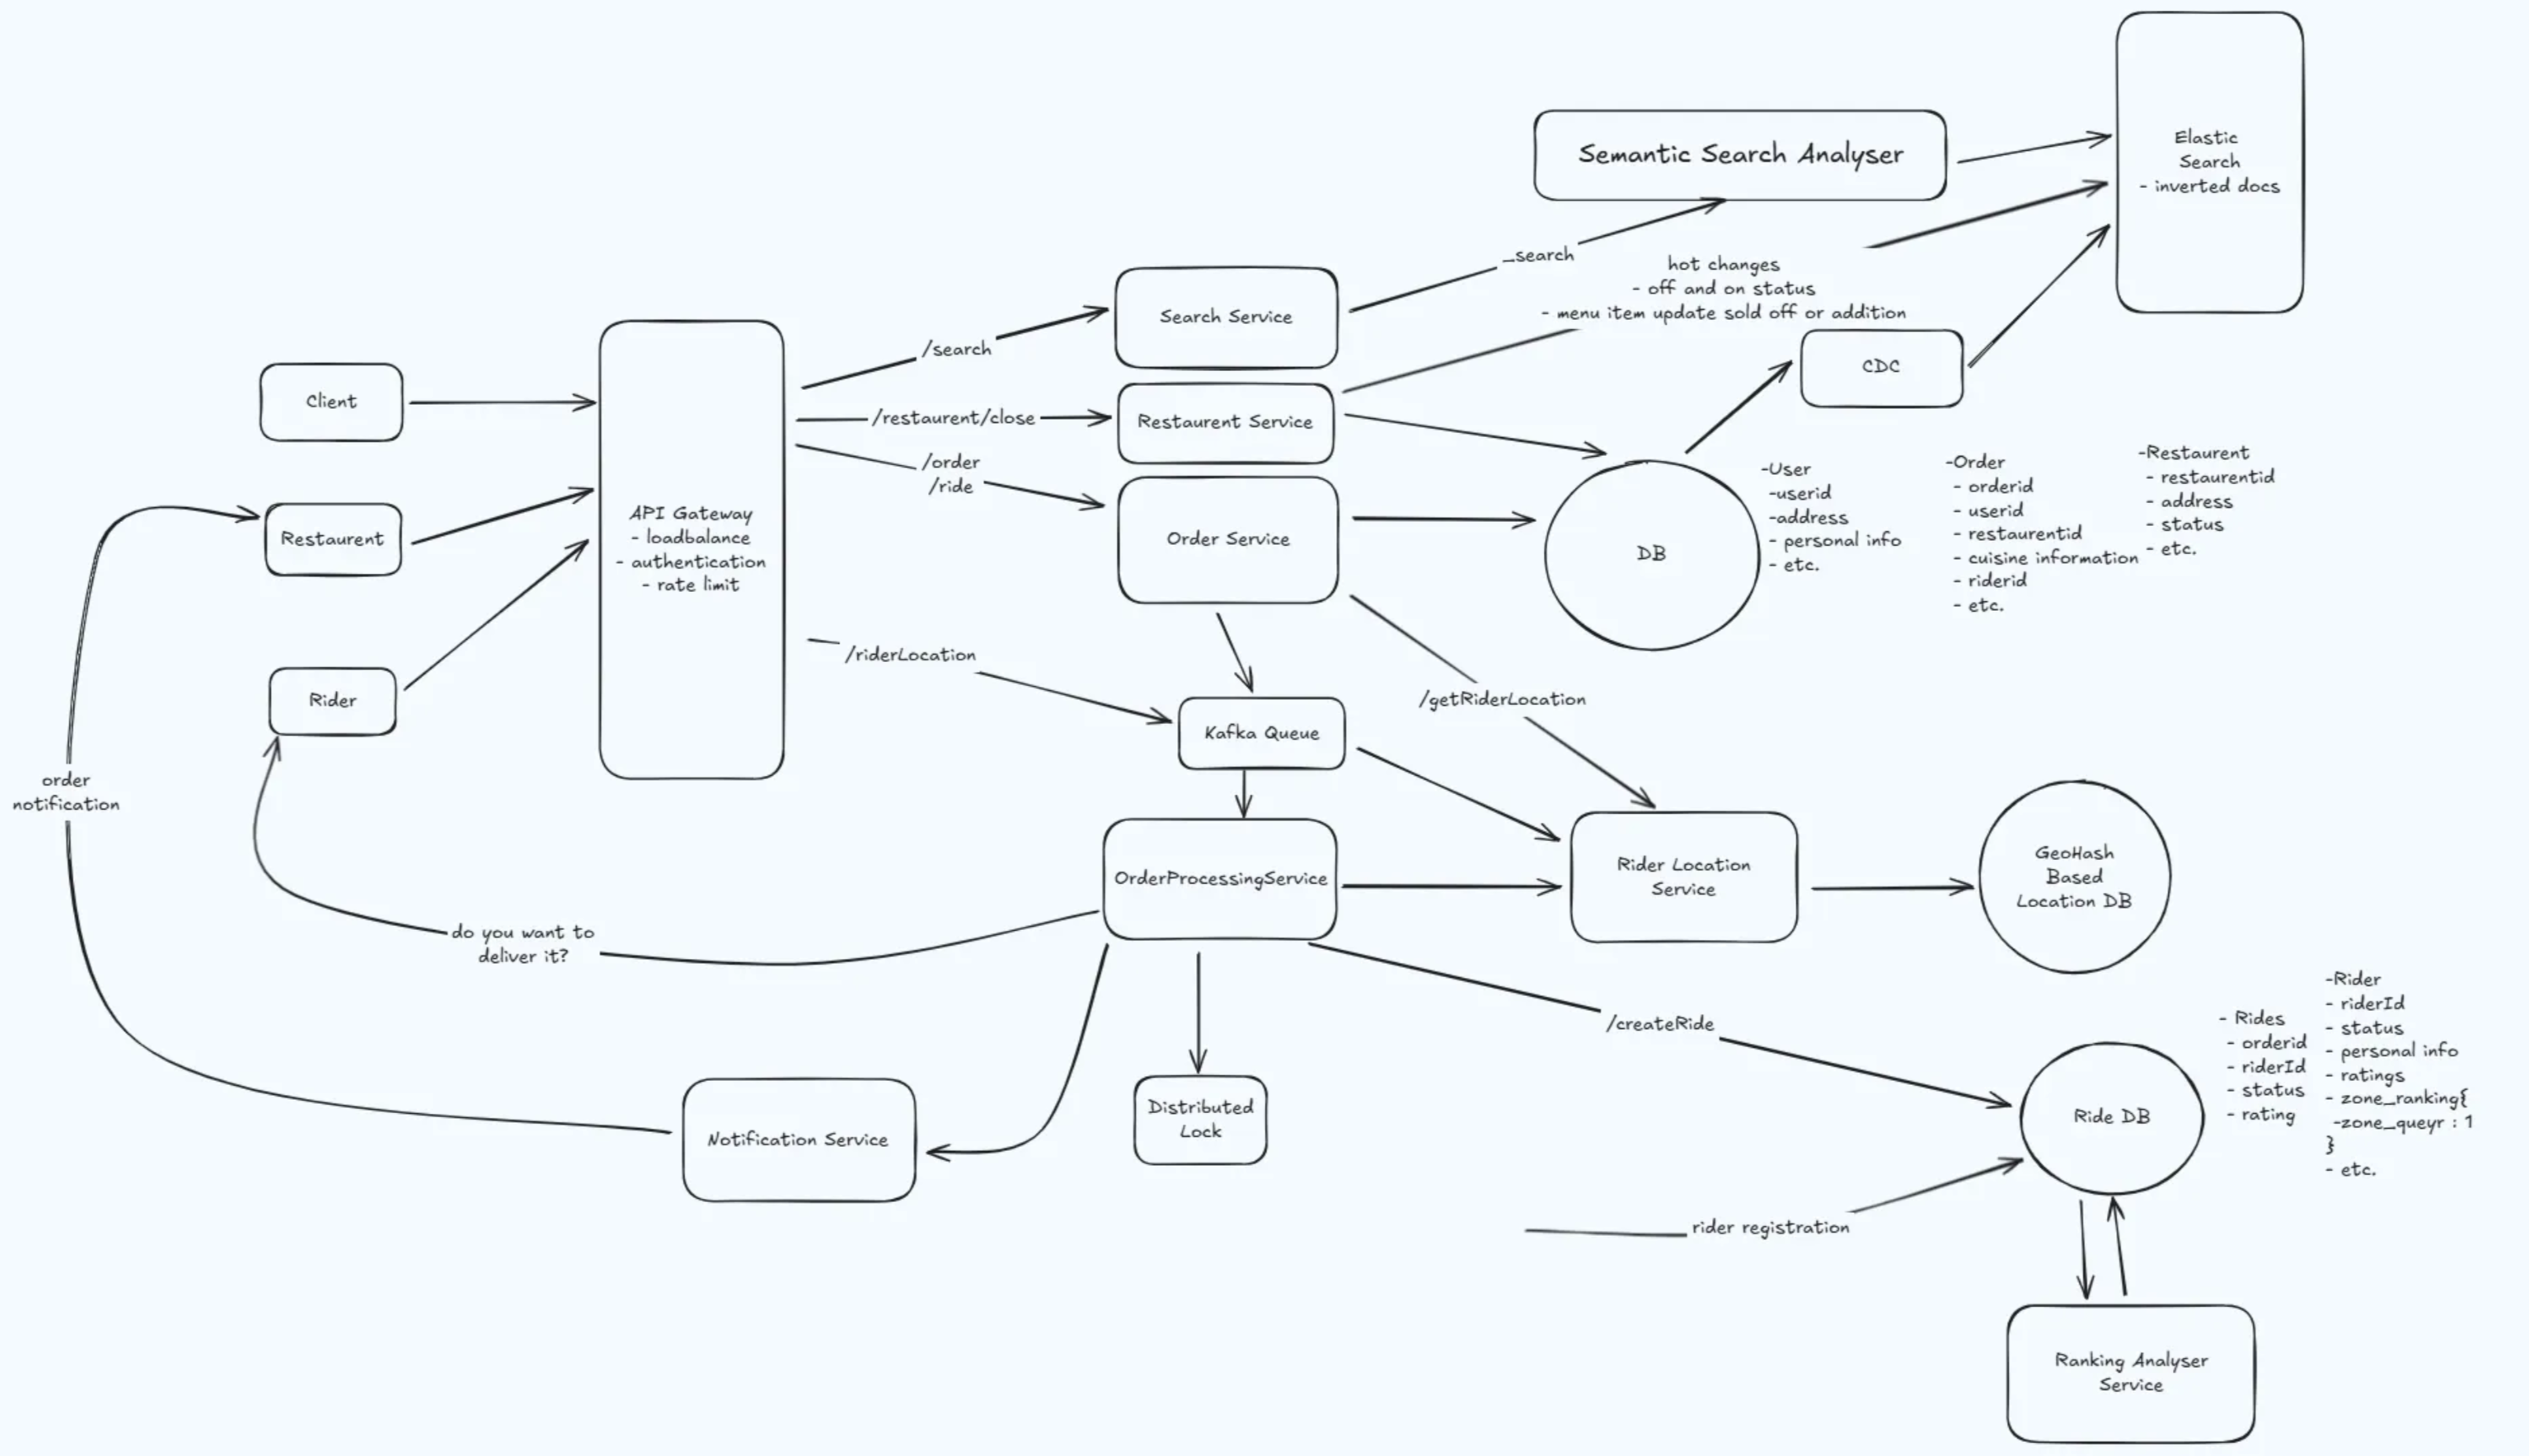 Elastic
Search
- inverted docs
Semantic Search Analyser
_search
hot changes
- off and on status
- menu item update sold off or addition
Search Service
/search
CDC
Client
/restaurent/close
Restaurent Service
/order
/ride
-User
-userid
-address
- personal info
- etc.
-Order
- orderid
- userid
- restaurentid
- cuisine information
- riderid
- etc.
-Restaurent
- restaurentid
- address
- status
- etc.
Restaurent
API Gateway
- loadbalance
- authentication
- rate limit
Order Service
DB
/riderLocation
Rider
/getRiderLocation
Kafka Queue
order
notification
OrderProcessingService
Rider Location
Service
GeoHash
Based
Location DB
do you want to
deliver it?
/createRide
- Rides
- orderid
- riderId
- status
- rating
-Rider
- riderId
- status
- personal info
- ratings
- zone_ranking{
-zone_queyr : 1
}
- etc.
Distributed
Lock
Notification Service
Ride DB
rider registration
Ranking Analyser
Service